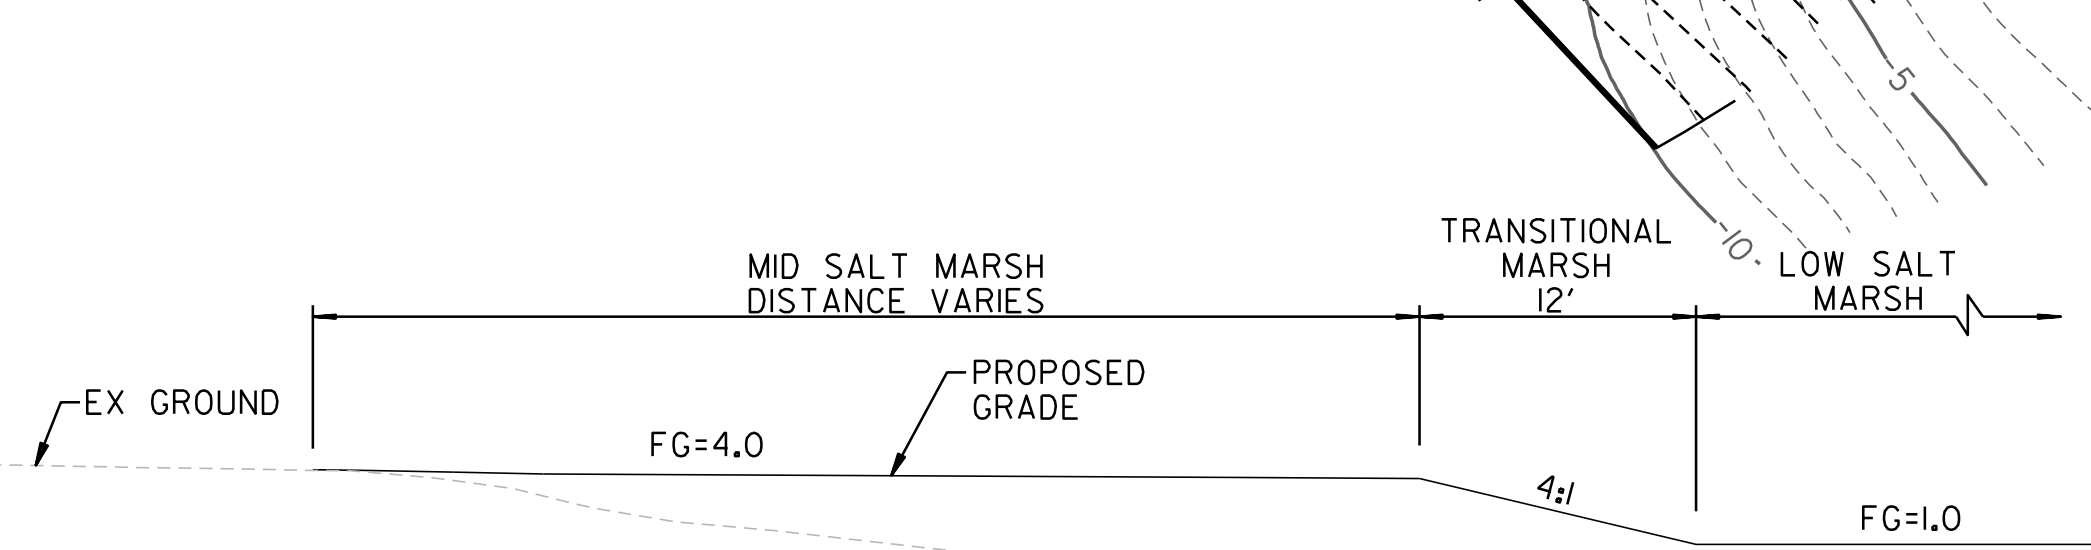 -5
-10-
TRANSITIONAL
MARSH
12'
MID SALT MARSH
DISTANCE VARIES
LOW SALT
MARSH
PROPOSED
GRADE
EX GROUND
FG=4.0
4:1
FG=1.0